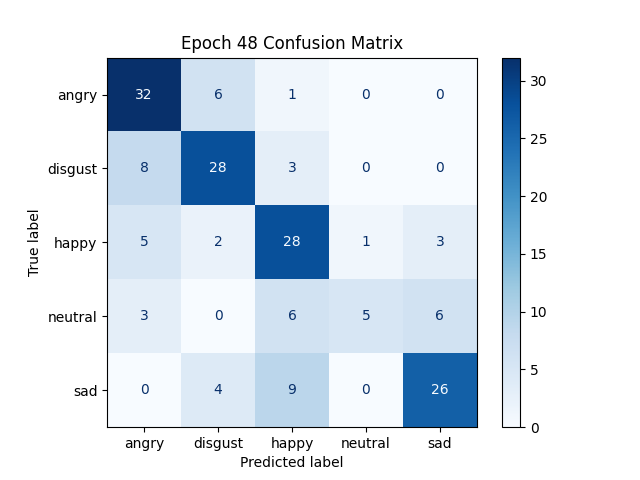 Epoch 48 Confusion Matrix
True label
angry 32 6 1 0 0
disgust 8 28 3 0 0
happy 5 2 28 1 3
neutral 3 0 6 5 6
sad 0 4 9 0 26
angry disgust happy neutral sad
Predicted label
30
25
20
15
10
5
0